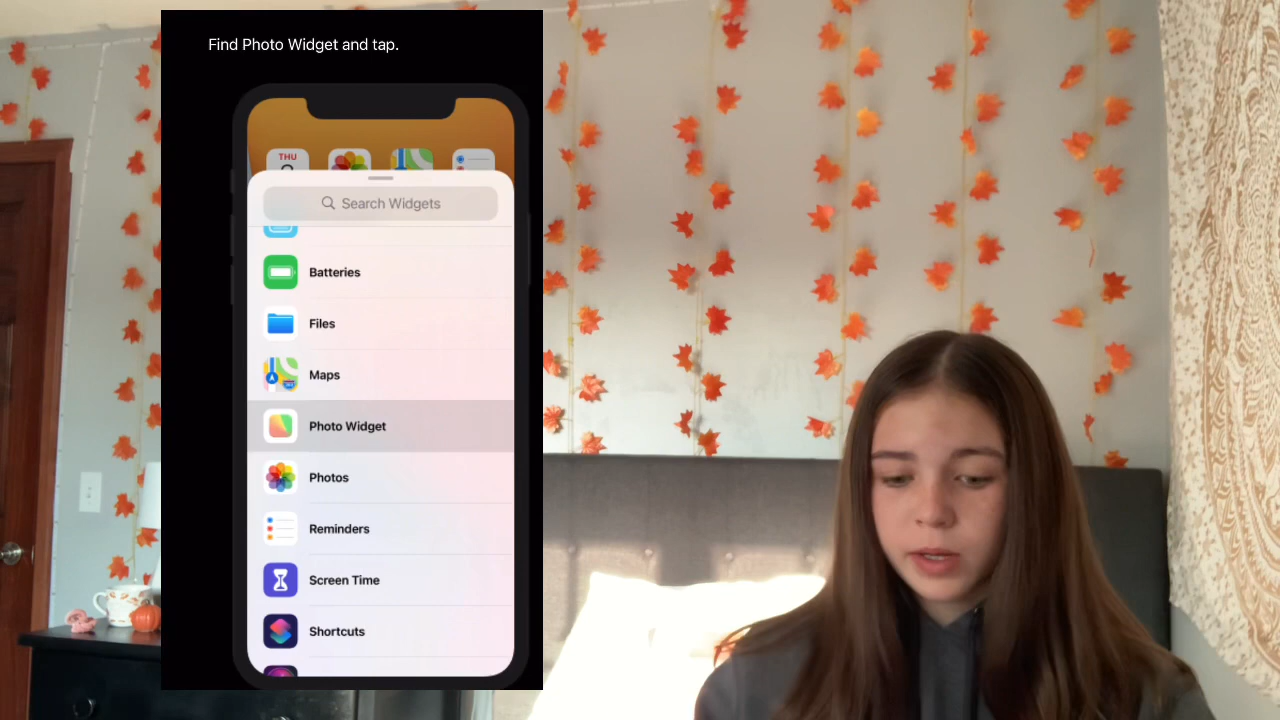 Find Photo Widget and tap.
THU
Search Widgets
Batteries
Files
Maps
Photo Widget
Photos
Reminders
Screen Time
Shortcuts